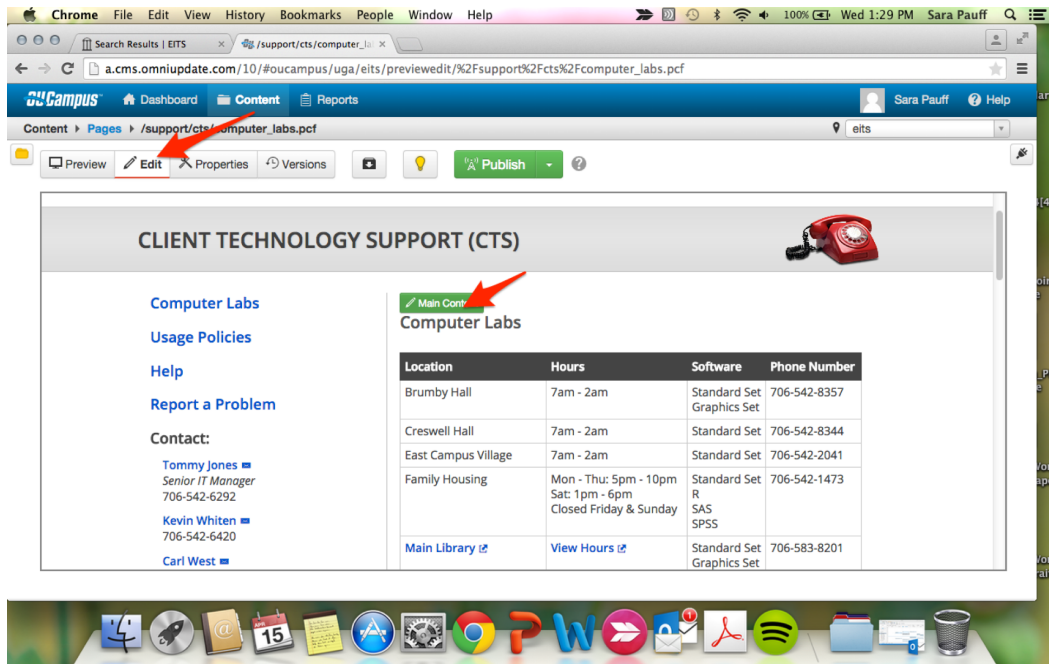 Chrome File Edit View History Bookmarks People Window Help 100% Wed 1:29 PM Sara Pauff
Search Results | EITS × /support/cts/computer_la ×
a.cms.omniupdate.com/10/#oucampus/uga/eits/previewedit/%2Fsupport%2Fcts%2Fcomputer_labs.pcf
OU Campus Dashboard Content Reports Sara Pauff Help
Content Pages /support/cts/computer_labs.pcf eits
Preview Edit Properties Versions Publish
CLIENT TECHNOLOGY SUPPORT (CTS)
Computer Labs
Usage Policies
Help
Report a Problem
Contact:
Tommy Jones
Senior IT Manager
706-542-6292
Kevin Whiten
706-542-6420
Carl West
Main Cont
Computer Labs
Location Hours Software Phone Number
Brumby Hall 7am - 2am Standard Set 706-542-8357
Graphics Set
Creswell Hall 7am - 2am Standard Set 706-542-8344
East Campus Village 7am - 2am Standard Set 706-542-2041
Family Housing Mon - Thu: 5pm - 10pm Standard Set 706-542-1473
Sat: 1pm - 6pm R
Closed Friday & Sunday SAS
SPSS
Main Library View Hours Standard Set 706-583-8201
Graphics Set
APR
15
1